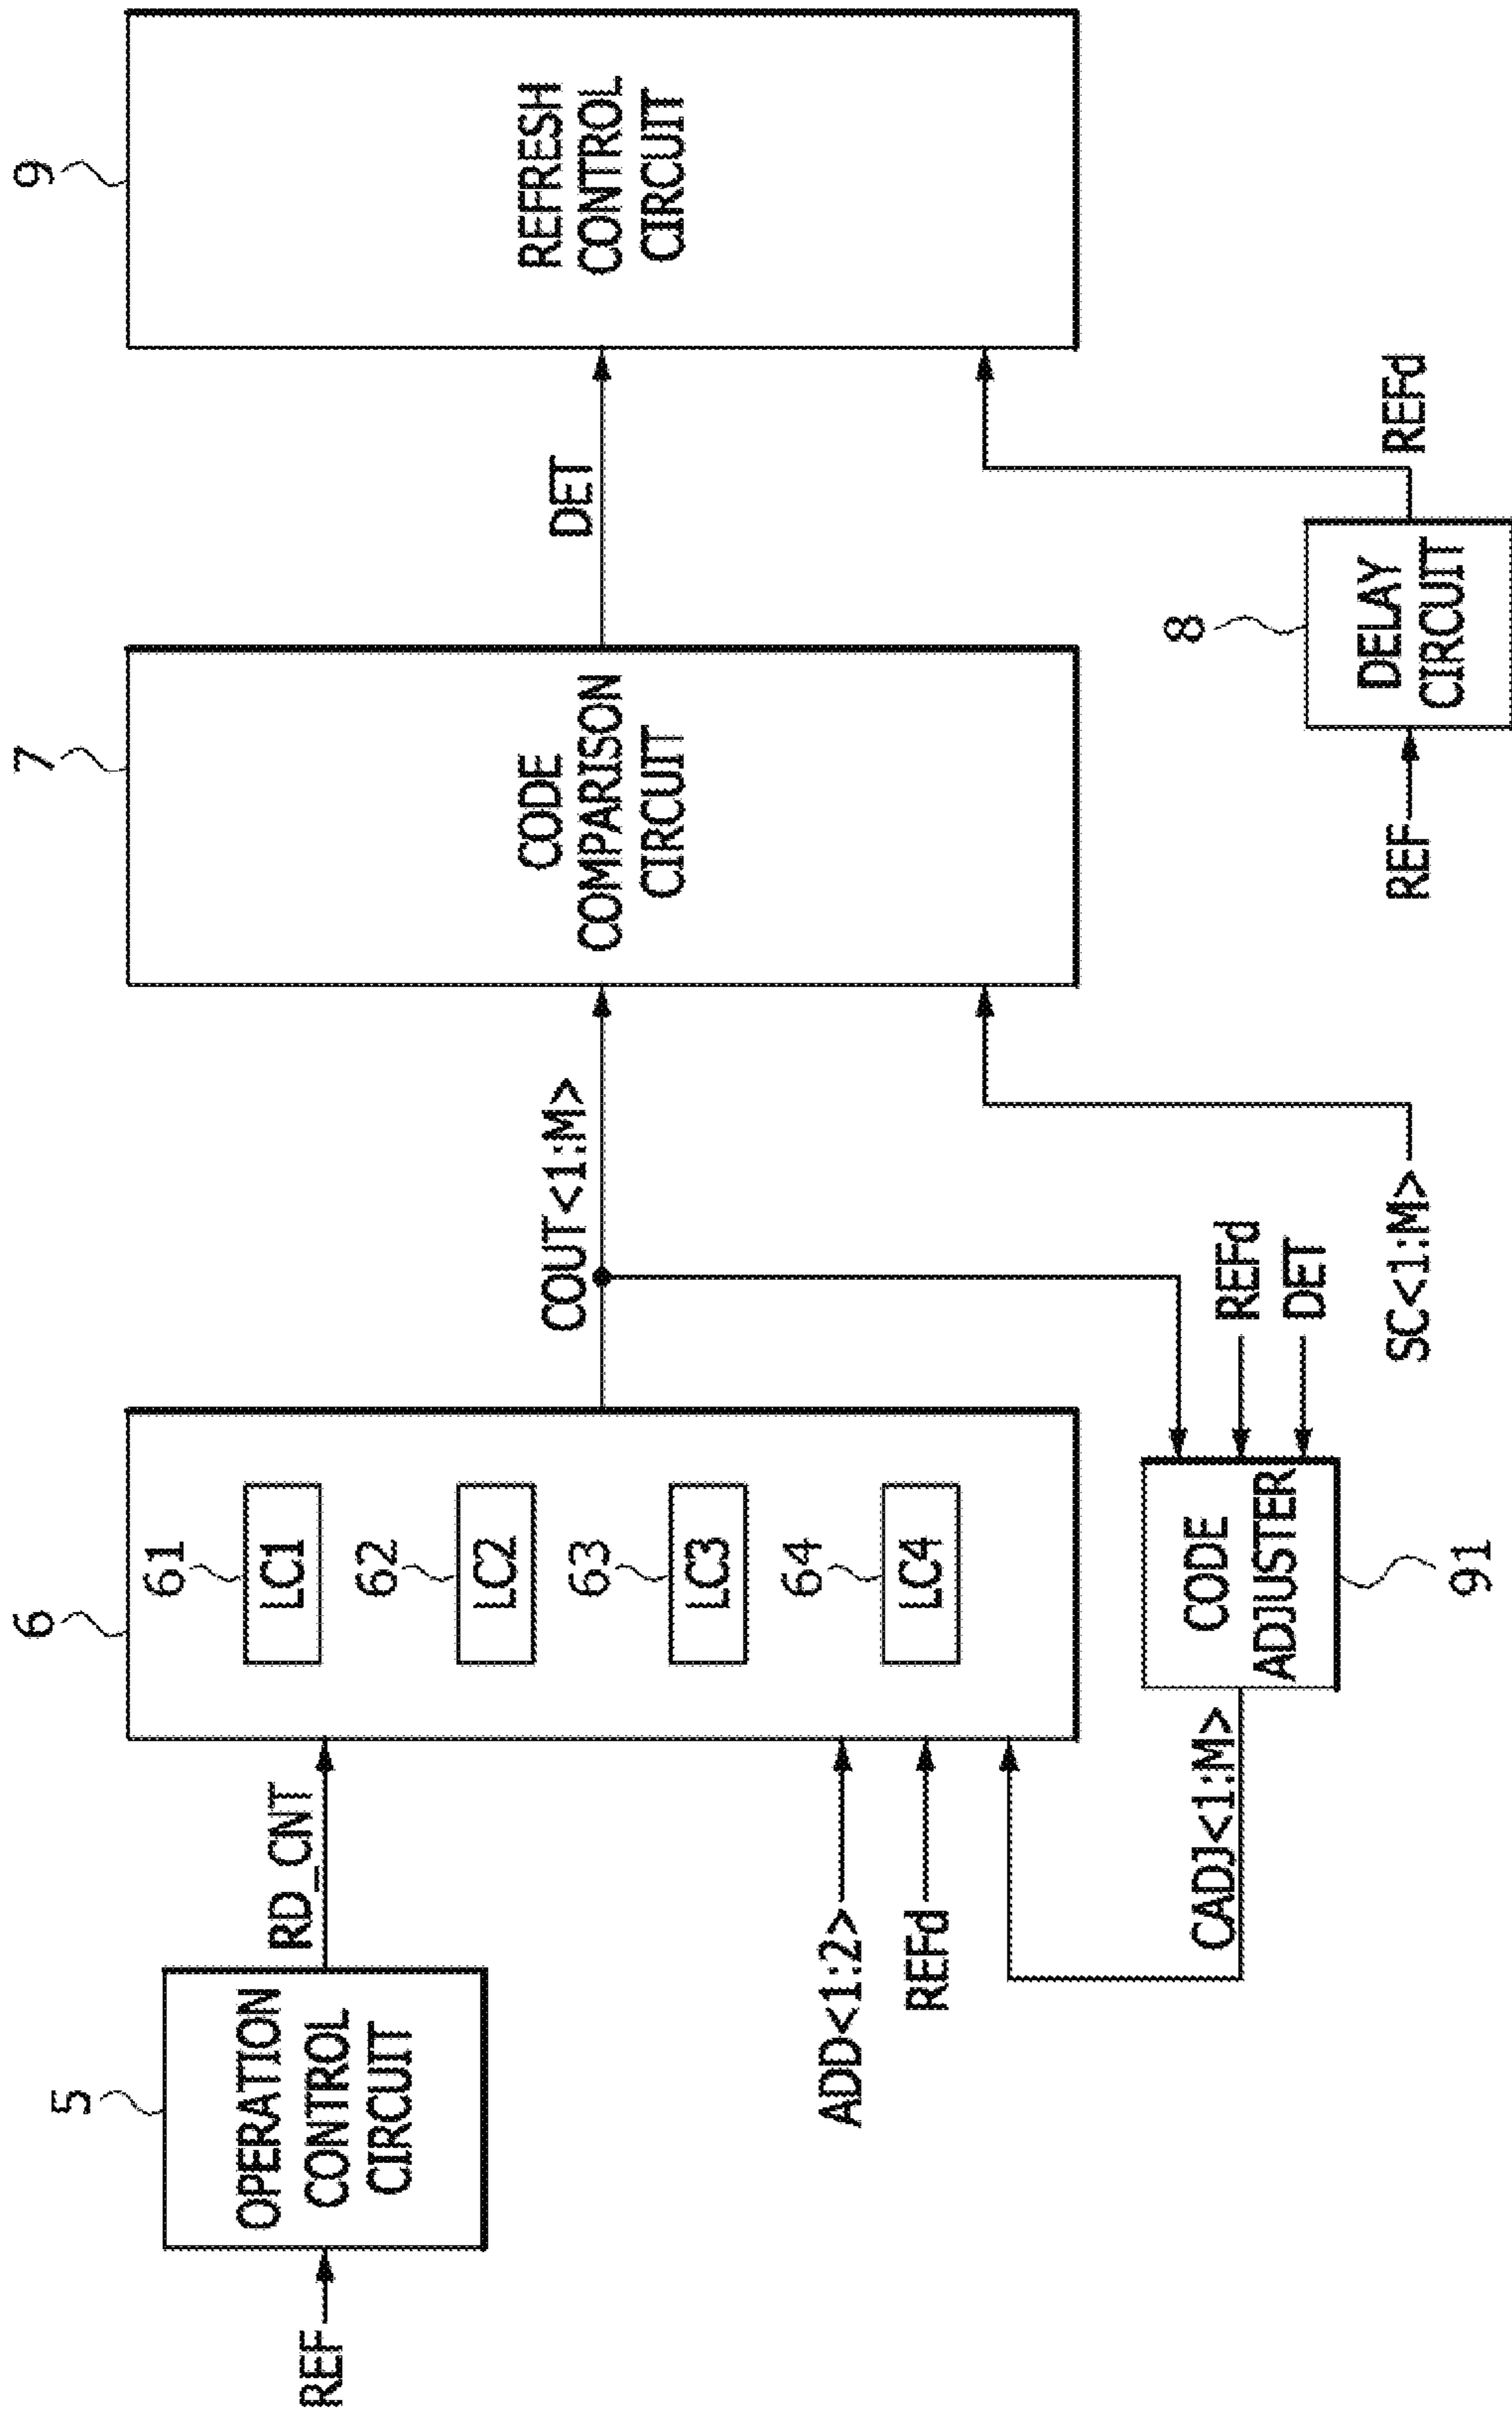 5
OPERATION
CONTROL
CIRCUIT
REF
RD_CNT
6
61
LC1
62
LC2
63
LC3
64
LC4
ADD<1:2>
REFd
CADJ<1:M>
CODE
ADJUSTER
91
REFd
DET
COUT<1:M>
SC<1:M>
7
CODE
COMPARISON
CIRCUIT
DET
REF
8
DELAY
CIRCUIT
REFd
9
REFRESH
CONTROL
CIRCUIT